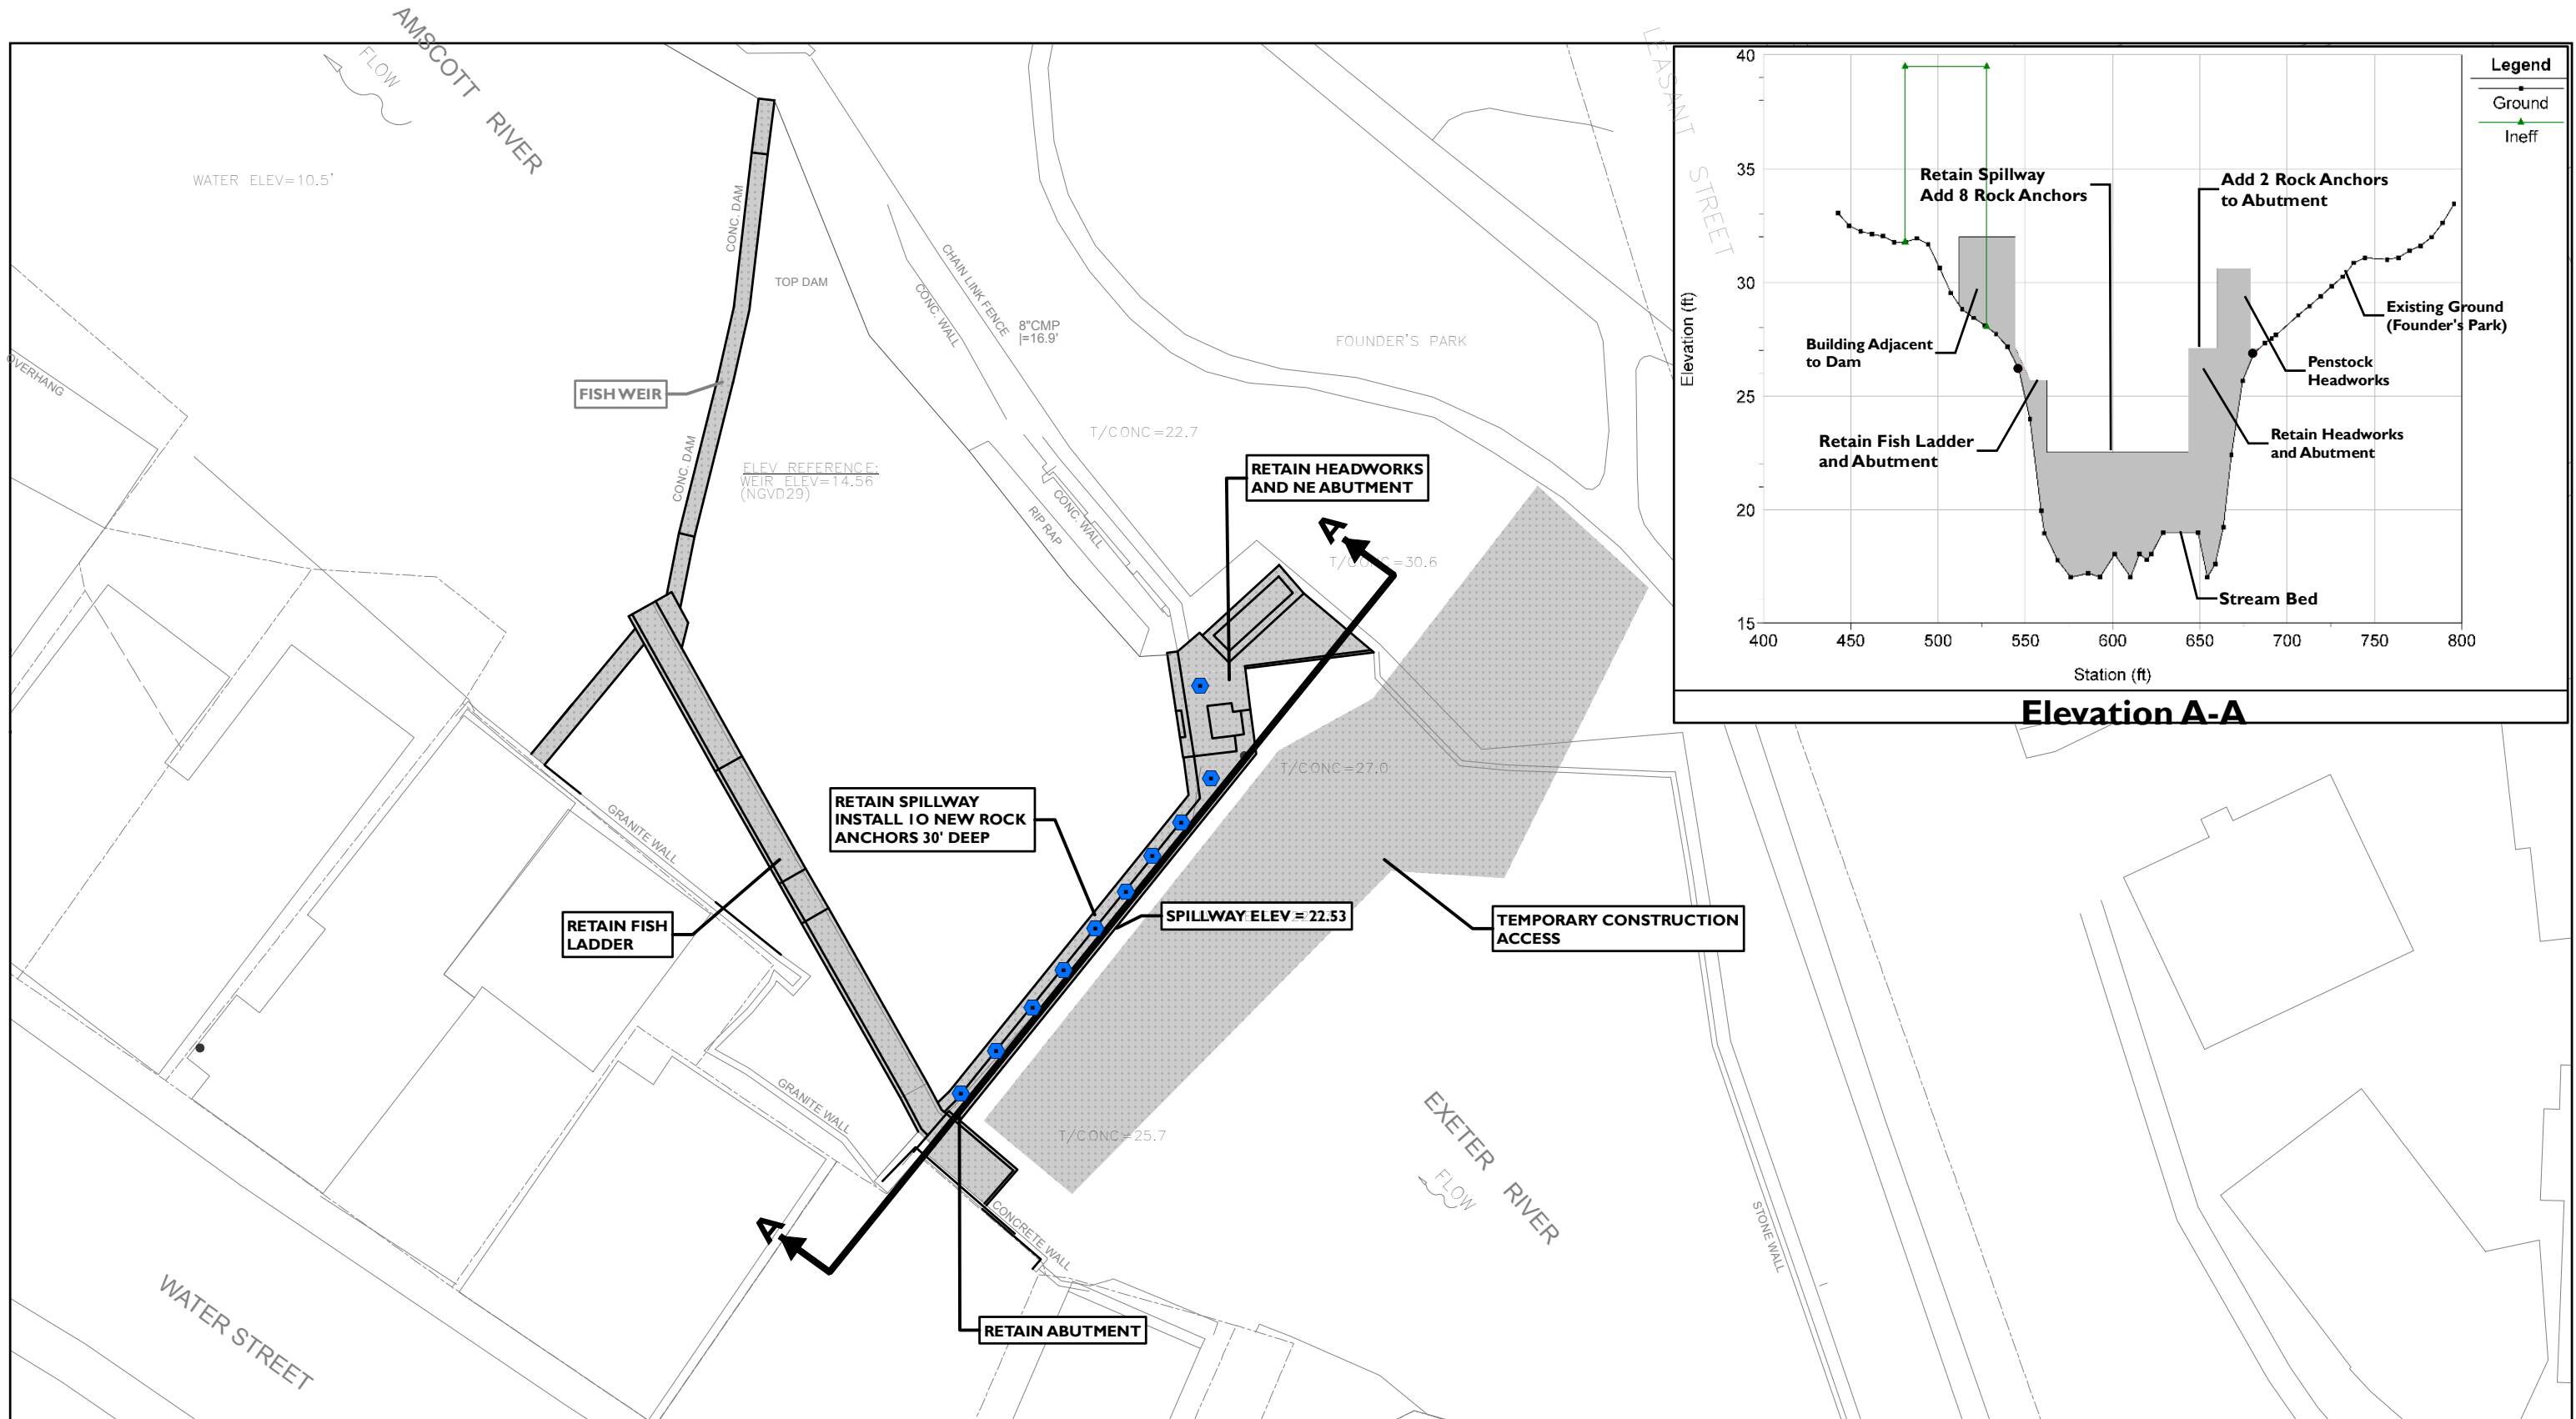 AMSCOTT RIVER
FLOW
WATER ELEV=10.5'
OVERHANG
CONC. DAM
TOP DAM
CHAIN LINK FENCE
CONC. WALL
8"CMP
|=16.9'
FISH WEIR
CONC. DAM
ELEV REFERENCE:
WEIR ELEV=14.56
(NGVD29)
FOUNDER'S PARK
T/CONC=22.7
RIP RAP
CONC. WALL
RETAIN HEADWORKS
AND NE ABUTMENT
A
T/CONC=30.6
LEASANT STREET
T/CONC=27.0
GRANITE WALL
RETAIN SPILLWAY
INSTALL 10 NEW ROCK
ANCHORS 30' DEEP
RETAIN FISH
LADDER
SPILLWAY ELEV = 22.53
TEMPORARY CONSTRUCTION
ACCESS
GRANITE WALL
T/CONC=25.7
EXETER RIVER
FLOW
STONE WALL
A
CONCRETE WALL
RETAIN ABUTMENT
WATER STREET
40
35
30
25
20
15
Elevation (ft)
400 450 500 550 600 650 700 750 800
Station (ft)
Legend
Ground
Ineff
Retain Spillway
Add 8 Rock Anchors
Add 2 Rock Anchors
to Abutment
Building Adjacent
to Dam
Existing Ground
(Founder's Park)
Penstock
Headworks
Retain Fish Ladder
and Abutment
Retain Headworks
and Abutment
Stream Bed
Elevation A-A